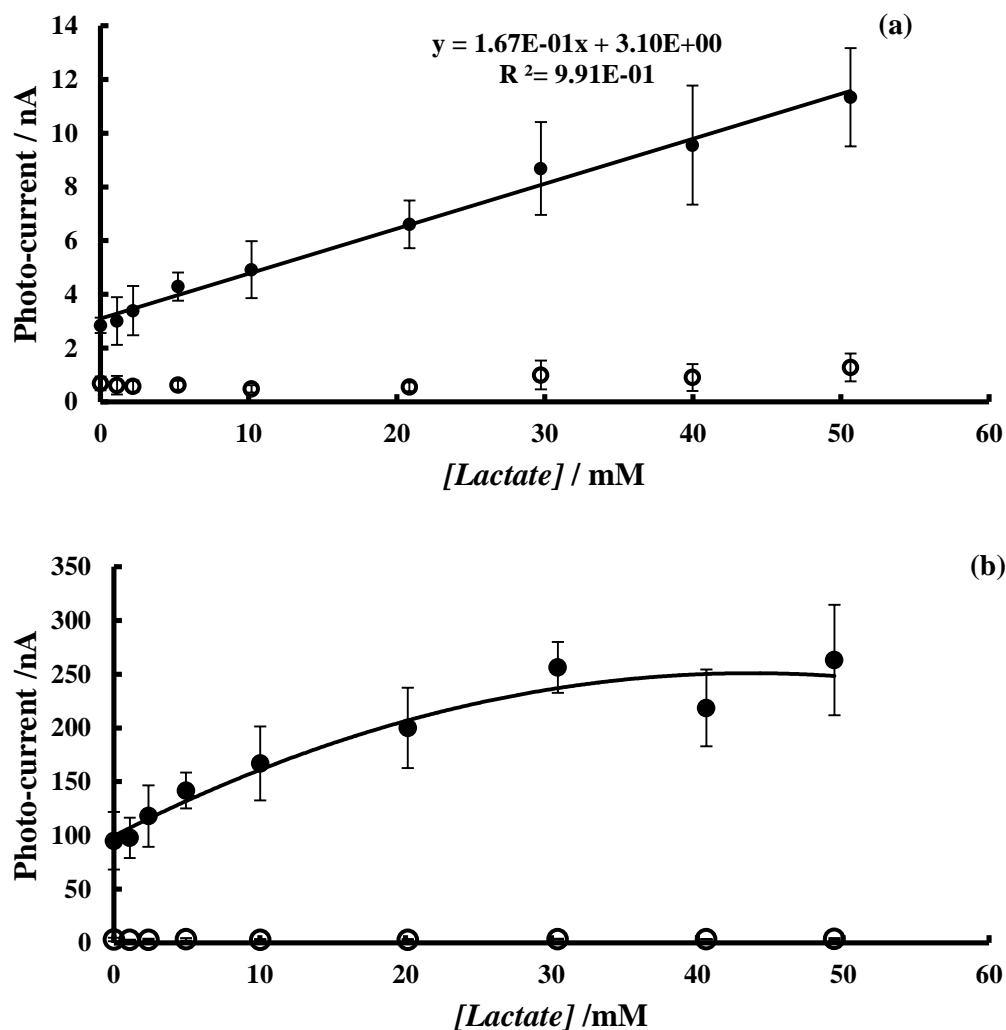 (a)
y = 1.67E-01x + 3.10E+00
R ²= 9.91E-01
Photo-current / nA
14
12
10
8
6
4
2
0
0 10 20 30 40 50 60
[Lactate] / mM
(b)
Photo-current /nA
350
300
250
200
150
100
50
0
0 10 20 30 40 50 60
[Lactate] /mM